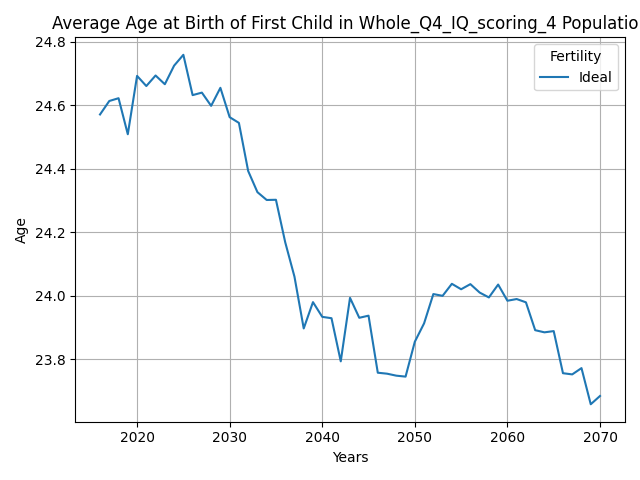 Average Age at Birth of First Child in Whole_Q4_IQ_scoring_4 Populatio
Fertility
Ideal
24.8
24.6
24.4
24.2
24.0
23.8
Age
2020 2030 2040 2050 2060 2070
Years